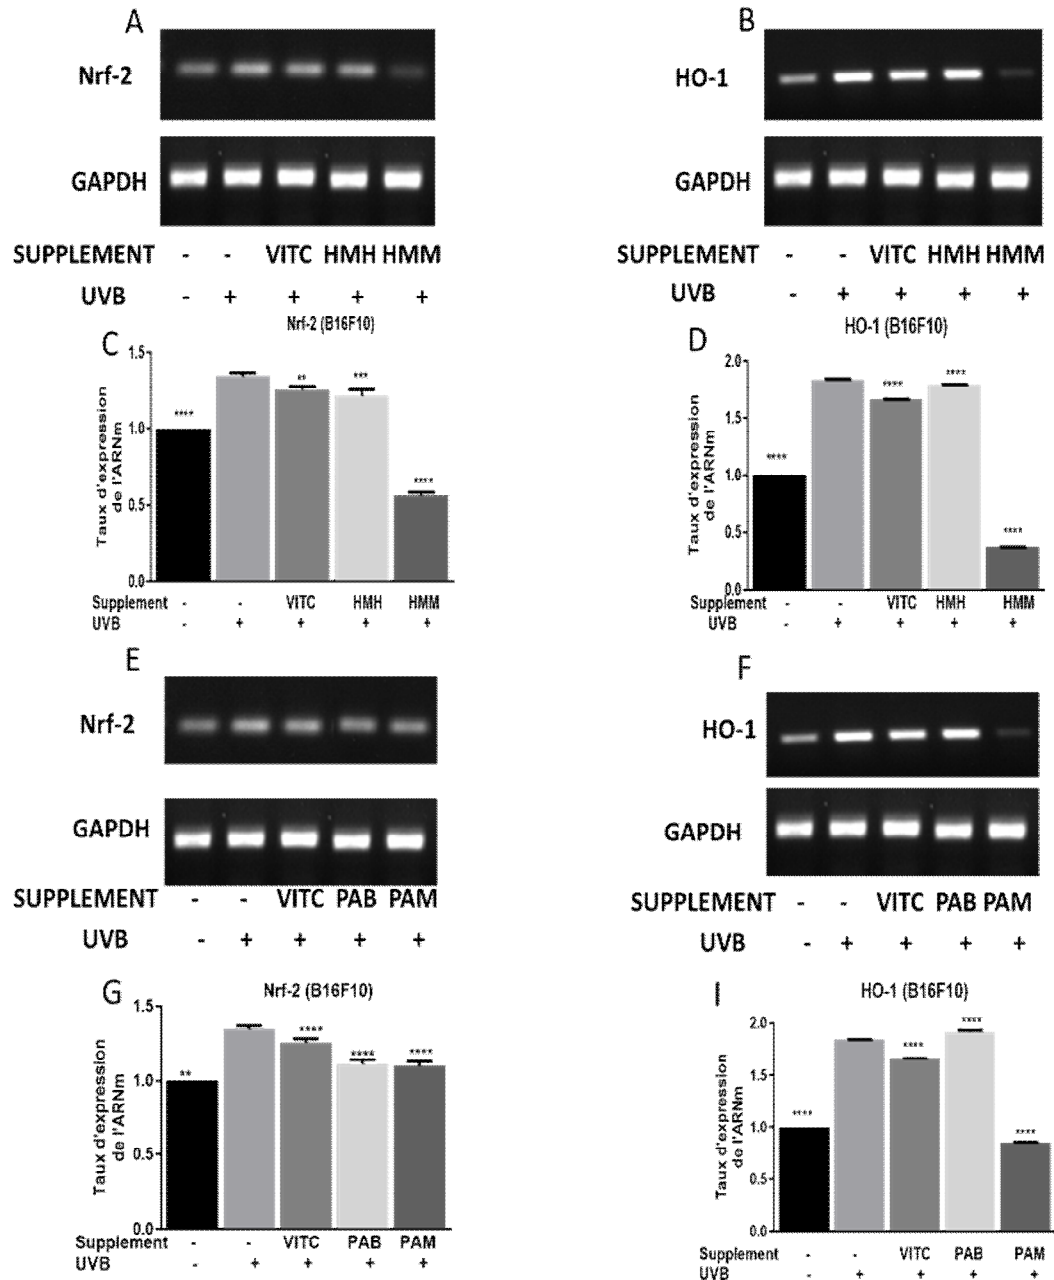 A
B
Nrf-2
HO-1
GAPDH
GAPDH
SUPPLEMENT - - VITC HMH HMM
SUPPLEMENT - - VITC HMH HMM
UVB - + + + +
UVB - + + + +
C
Nrf-2 (B16F10)
Taux d'expression
de l'ARNm
1.5
1.0
0.5
0.0
****
**
***
****
Supplement - - VITC HMH HMM
UVB - + + + +
D
HO-1 (B16F10)
Taux d'expression
de l'ARNm
2.0
1.5
1.0
0.5
0.0
****
****
****
****
Supplement - - VITC HMH HMM
UVB - + + + +
E
F
Nrf-2
HO-1
GAPDH
GAPDH
SUPPLEMENT - - VITC PAB PAM
SUPPLEMENT - - VITC PAB PAM
UVB - + + + +
UVB - + + + +
G
Nrf-2 (B16F10)
Taux d'expression
de l'ARNm
1.5
1.0
0.5
0.0
**
****
****
****
Supplement - - VITC PAB PAM
UVB - + + + +
I
HO-1 (B16F10)
Taux d'expression
de l'ARNm
2.0
1.5
1.0
0.5
0.0
****
****
****
****
Supplement - - VITC PAB PAM
UVB - + + + +